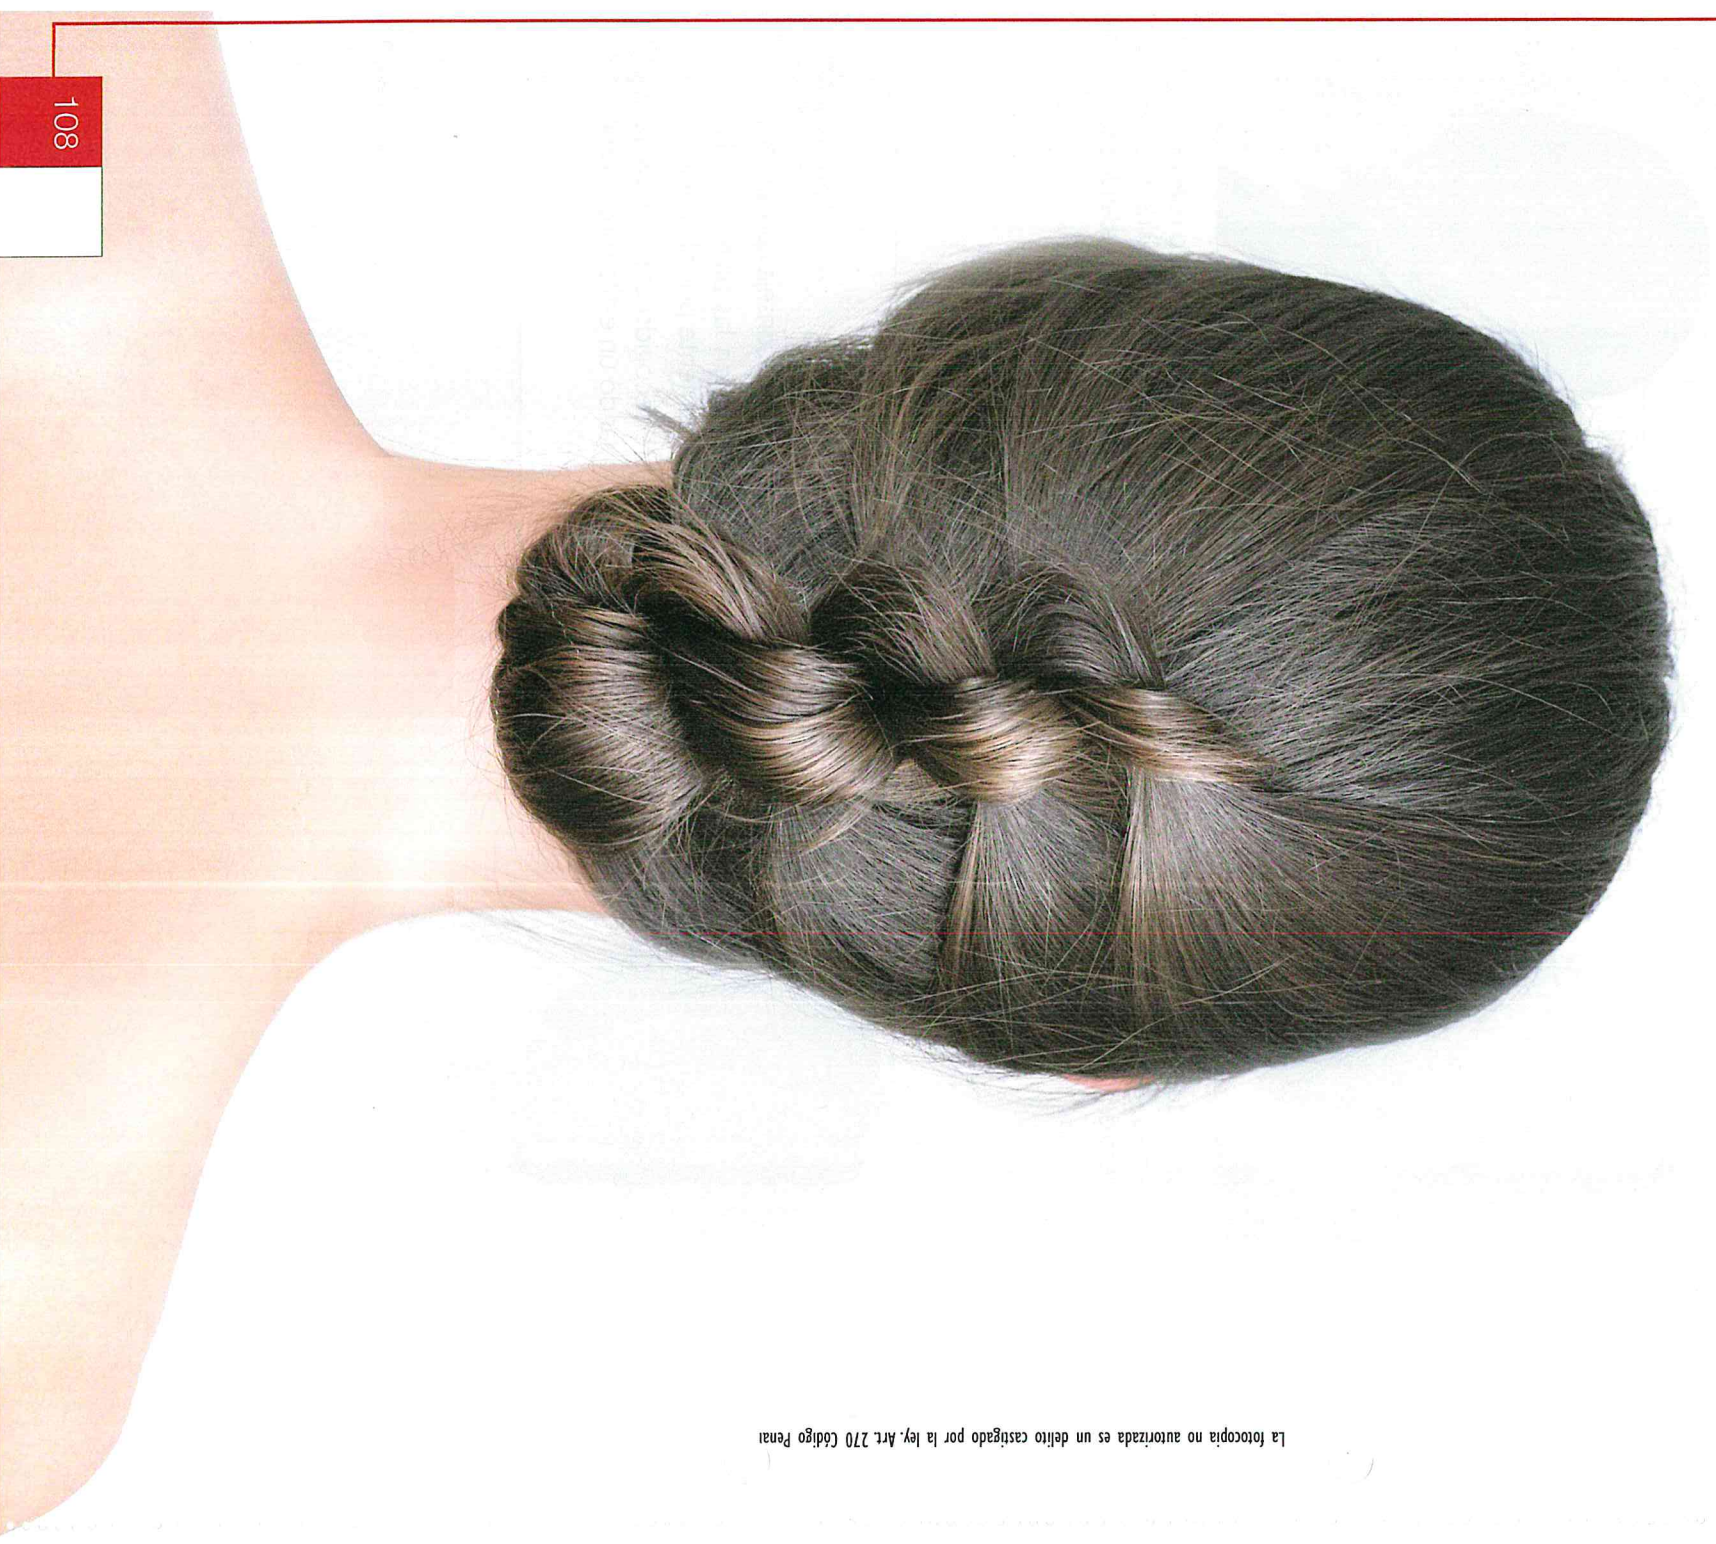 108
La fotocopia no autorizada es un delito castigado por la ley. Art. 270 Código Penal